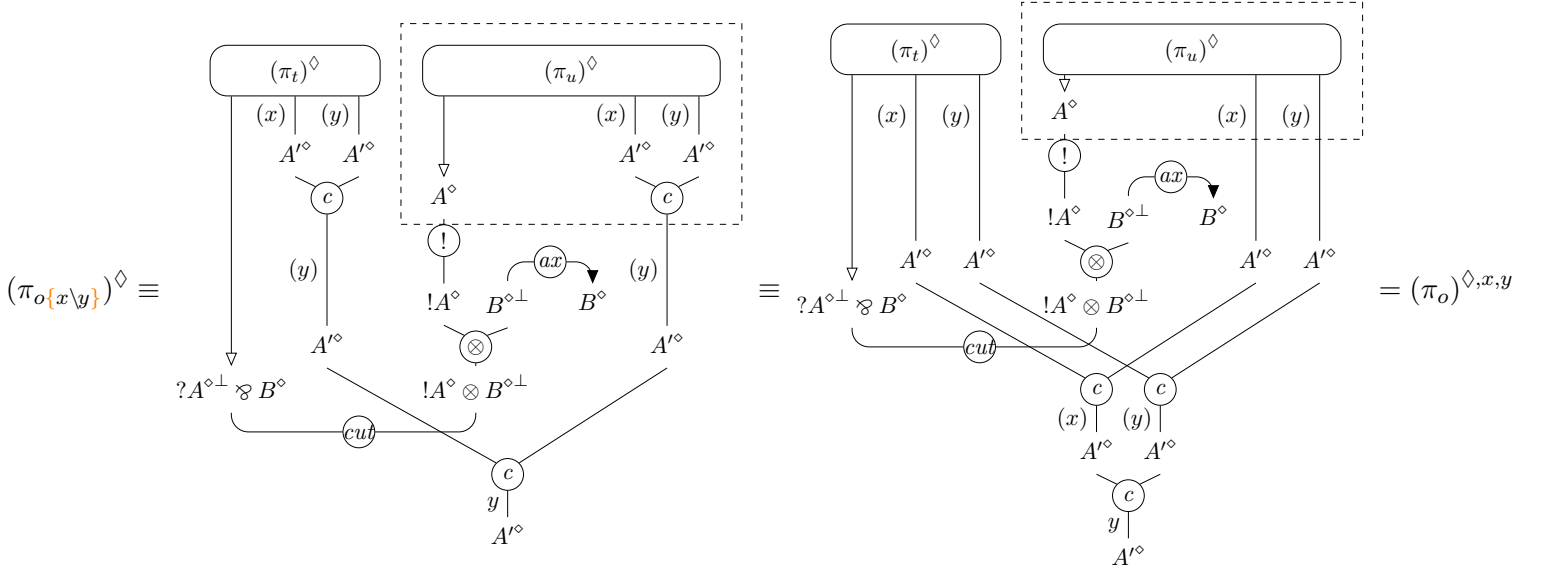 (π_t)^◊ (π_u)^◊ (π_t)^◊ (π_u)^◊
(x) (y) (x) (y) (x) (y) A^⋄ (x) (y)
A′^⋄ A′^⋄ A′^⋄ A′^⋄ !
c A^⋄ c ax
! !A^⋄ B^⋄⊥ B^⋄
(π_{o{x\y}})^◊ ≡ (y) ax (y) ≡ A′^⋄ A′^⋄ ⊗ A′^⋄ A′^⋄ = (π_o)^{◊,x,y}
!A^⋄ B^⋄⊥ B^⋄ ?A^⋄⊥ ⅋ B^⋄ !A^⋄ ⊗ B^⋄⊥
A′^⋄ ⊗ A′^⋄ cut
?A^⋄⊥ ⅋ B^⋄ !A^⋄ ⊗ B^⋄⊥ c c
cut (x) (y)
A′^⋄ A′^⋄
c c
y y
A′^⋄ A′^⋄